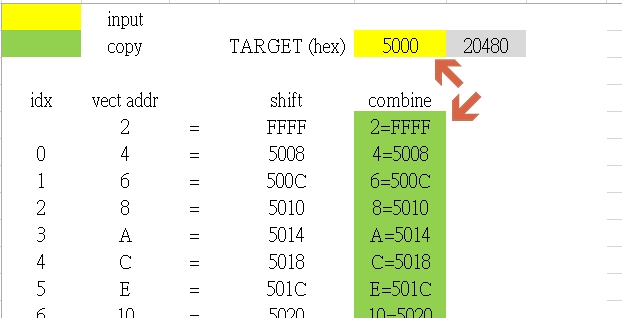 input
copy TARGET (hex) 5000 20480
idx vect addr shift combine
2 = FFFF 2=FFFF
0 4 = 5008 4=5008
1 6 = 500C 6=500C
2 8 = 5010 8=5010
3 A = 5014 A=5014
4 C = 5018 C=5018
5 E = 501C E=501C
6 10 = 5020 10=5020